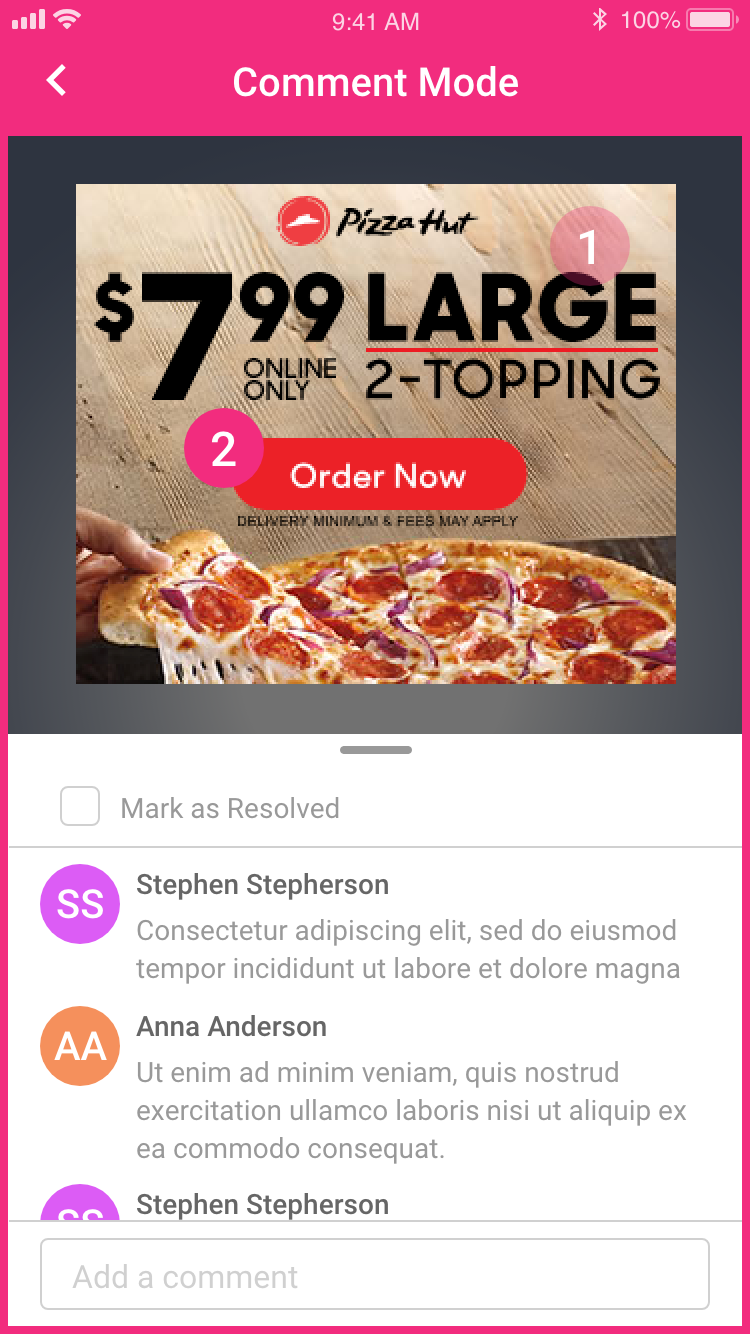 9:41 AM
100%
Comment Mode
Pizza Hut
1
$7.99 LARGE
ONLINE
ONLY
2-TOPPING
2
Order Now
DELIVERY MINIMUM & FEES MAY APPLY
Mark as Resolved
SS
Stephen Stepherson
Consectetur adipiscing elit, sed do eiusmod
tempor incididunt ut labore et dolore magna
AA
Anna Anderson
Ut enim ad minim veniam, quis nostrud
exercitation ullamco laboris nisi ut aliquip ex
ea commodo consequat.
SS
Stephen Stepherson
Add a comment